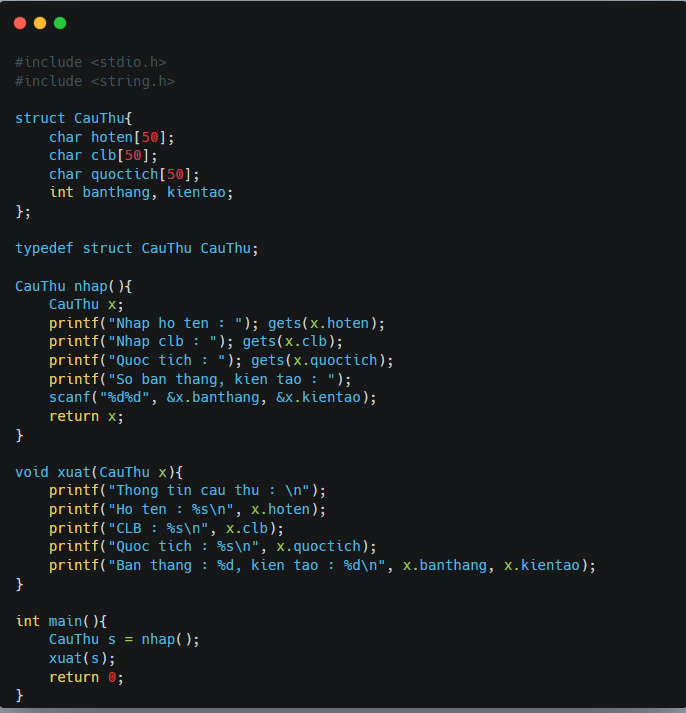 #include <stdio.h>
#include <string.h>
struct CauThu{
    char hoten[50];
    char clb[50];
    char quoctich[50];
    int banthang, kientao;
};
typedef struct CauThu CauThu;
CauThu nhap(){
    CauThu x;
    printf("Nhap ho ten : "); gets(x.hoten);
    printf("Nhap clb : "); gets(x.clb);
    printf("Quoc tich : "); gets(x.quoctich);
    printf("So ban thang, kien tao : ");
    scanf("%d%d", &x.banthang, &x.kientao);
    return x;
}
void xuat(CauThu x){
    printf("Thong tin cau thu : \n");
    printf("Ho ten : %s\n", x.hoten);
    printf("CLB : %s\n", x.clb);
    printf("Quoc tich : %s\n", x.quoctich);
    printf("Ban thang : %d, kien tao : %d\n", x.banthang, x.kientao);
}
int main(){
    CauThu s = nhap();
    xuat(s);
    return 0;
}